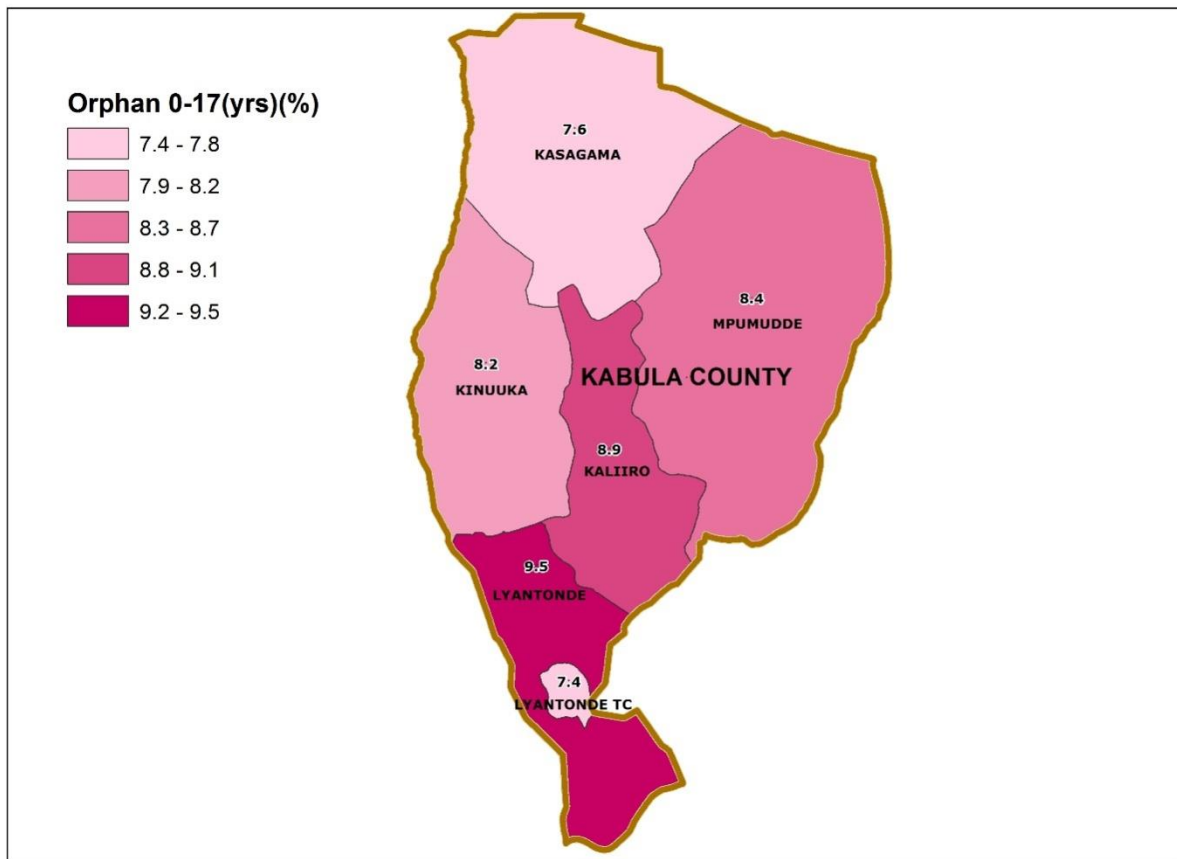 Orphan 0-17(yrs)(%)
7.4 - 7.8
7.9 - 8.2
8.3 - 8.7
8.8 - 9.1
9.2 - 9.5
7.6
KASAGAMA
8.4
MPUMUDDE
8.2
KINUUKA
KABULA COUNTY
8.9
KALIIRO
9.5
LYANTONDE
7.4
LYANTONDE TC